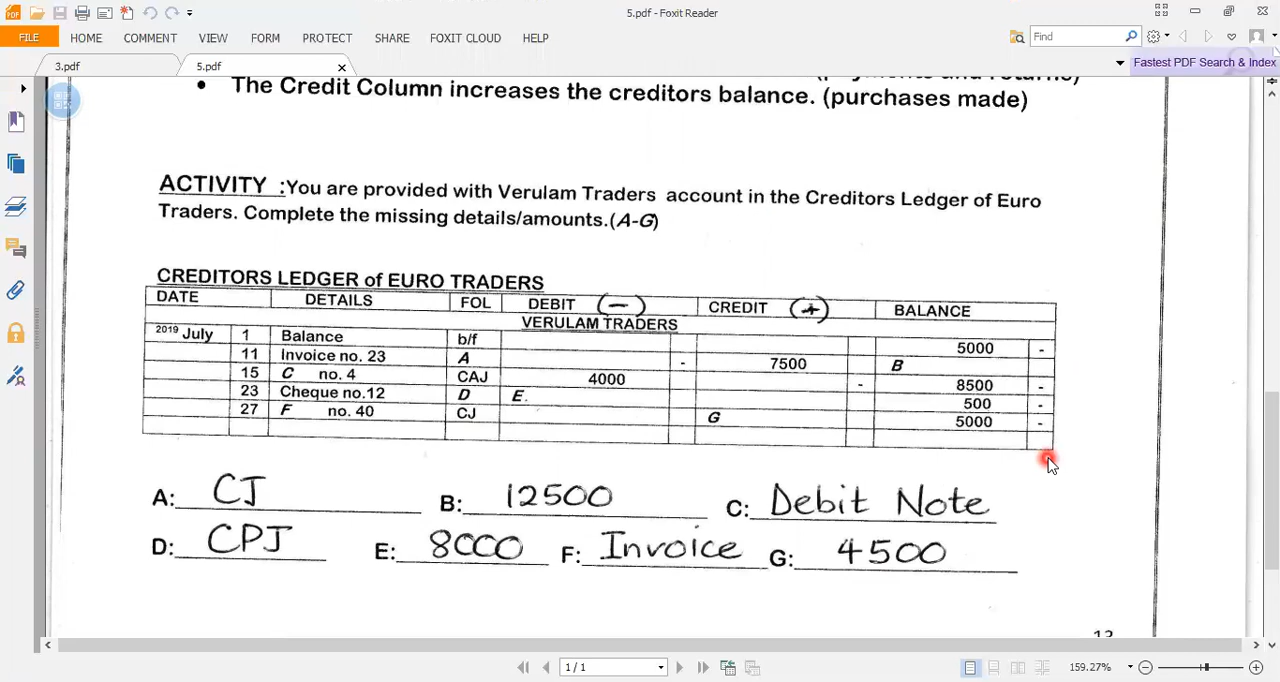 5.pdf - Foxit Reader
FILE HOME COMMENT VIEW FORM PROTECT SHARE FOXIT CLOUD HELP Find
3.pdf 5.pdf Fastest PDF Search & Index
• The Credit Column increases the creditors balance. (purchases made)
ACTIVITY :You are provided with Verulam Traders account in the Creditors Ledger of Euro
Traders. Complete the missing details/amounts.(A-G)
CREDITORS LEDGER of EURO TRADERS
DATE DETAILS FOL DEBIT (-) CREDIT (+) BALANCE
VERULAM TRADERS
2019 July 1 Balance b/f 5000 -
11 Invoice no. 23 A - 7500 B
15 C no. 4 CAJ 4000 - 8500 -
23 Cheque no.12 D E. 500 -
27 F no. 40 CJ G 5000 -
A: CJ B: 12500 C: Debit Note
D: CPJ E: 8000 F: Invoice G: 4500
1 / 1 159.27%